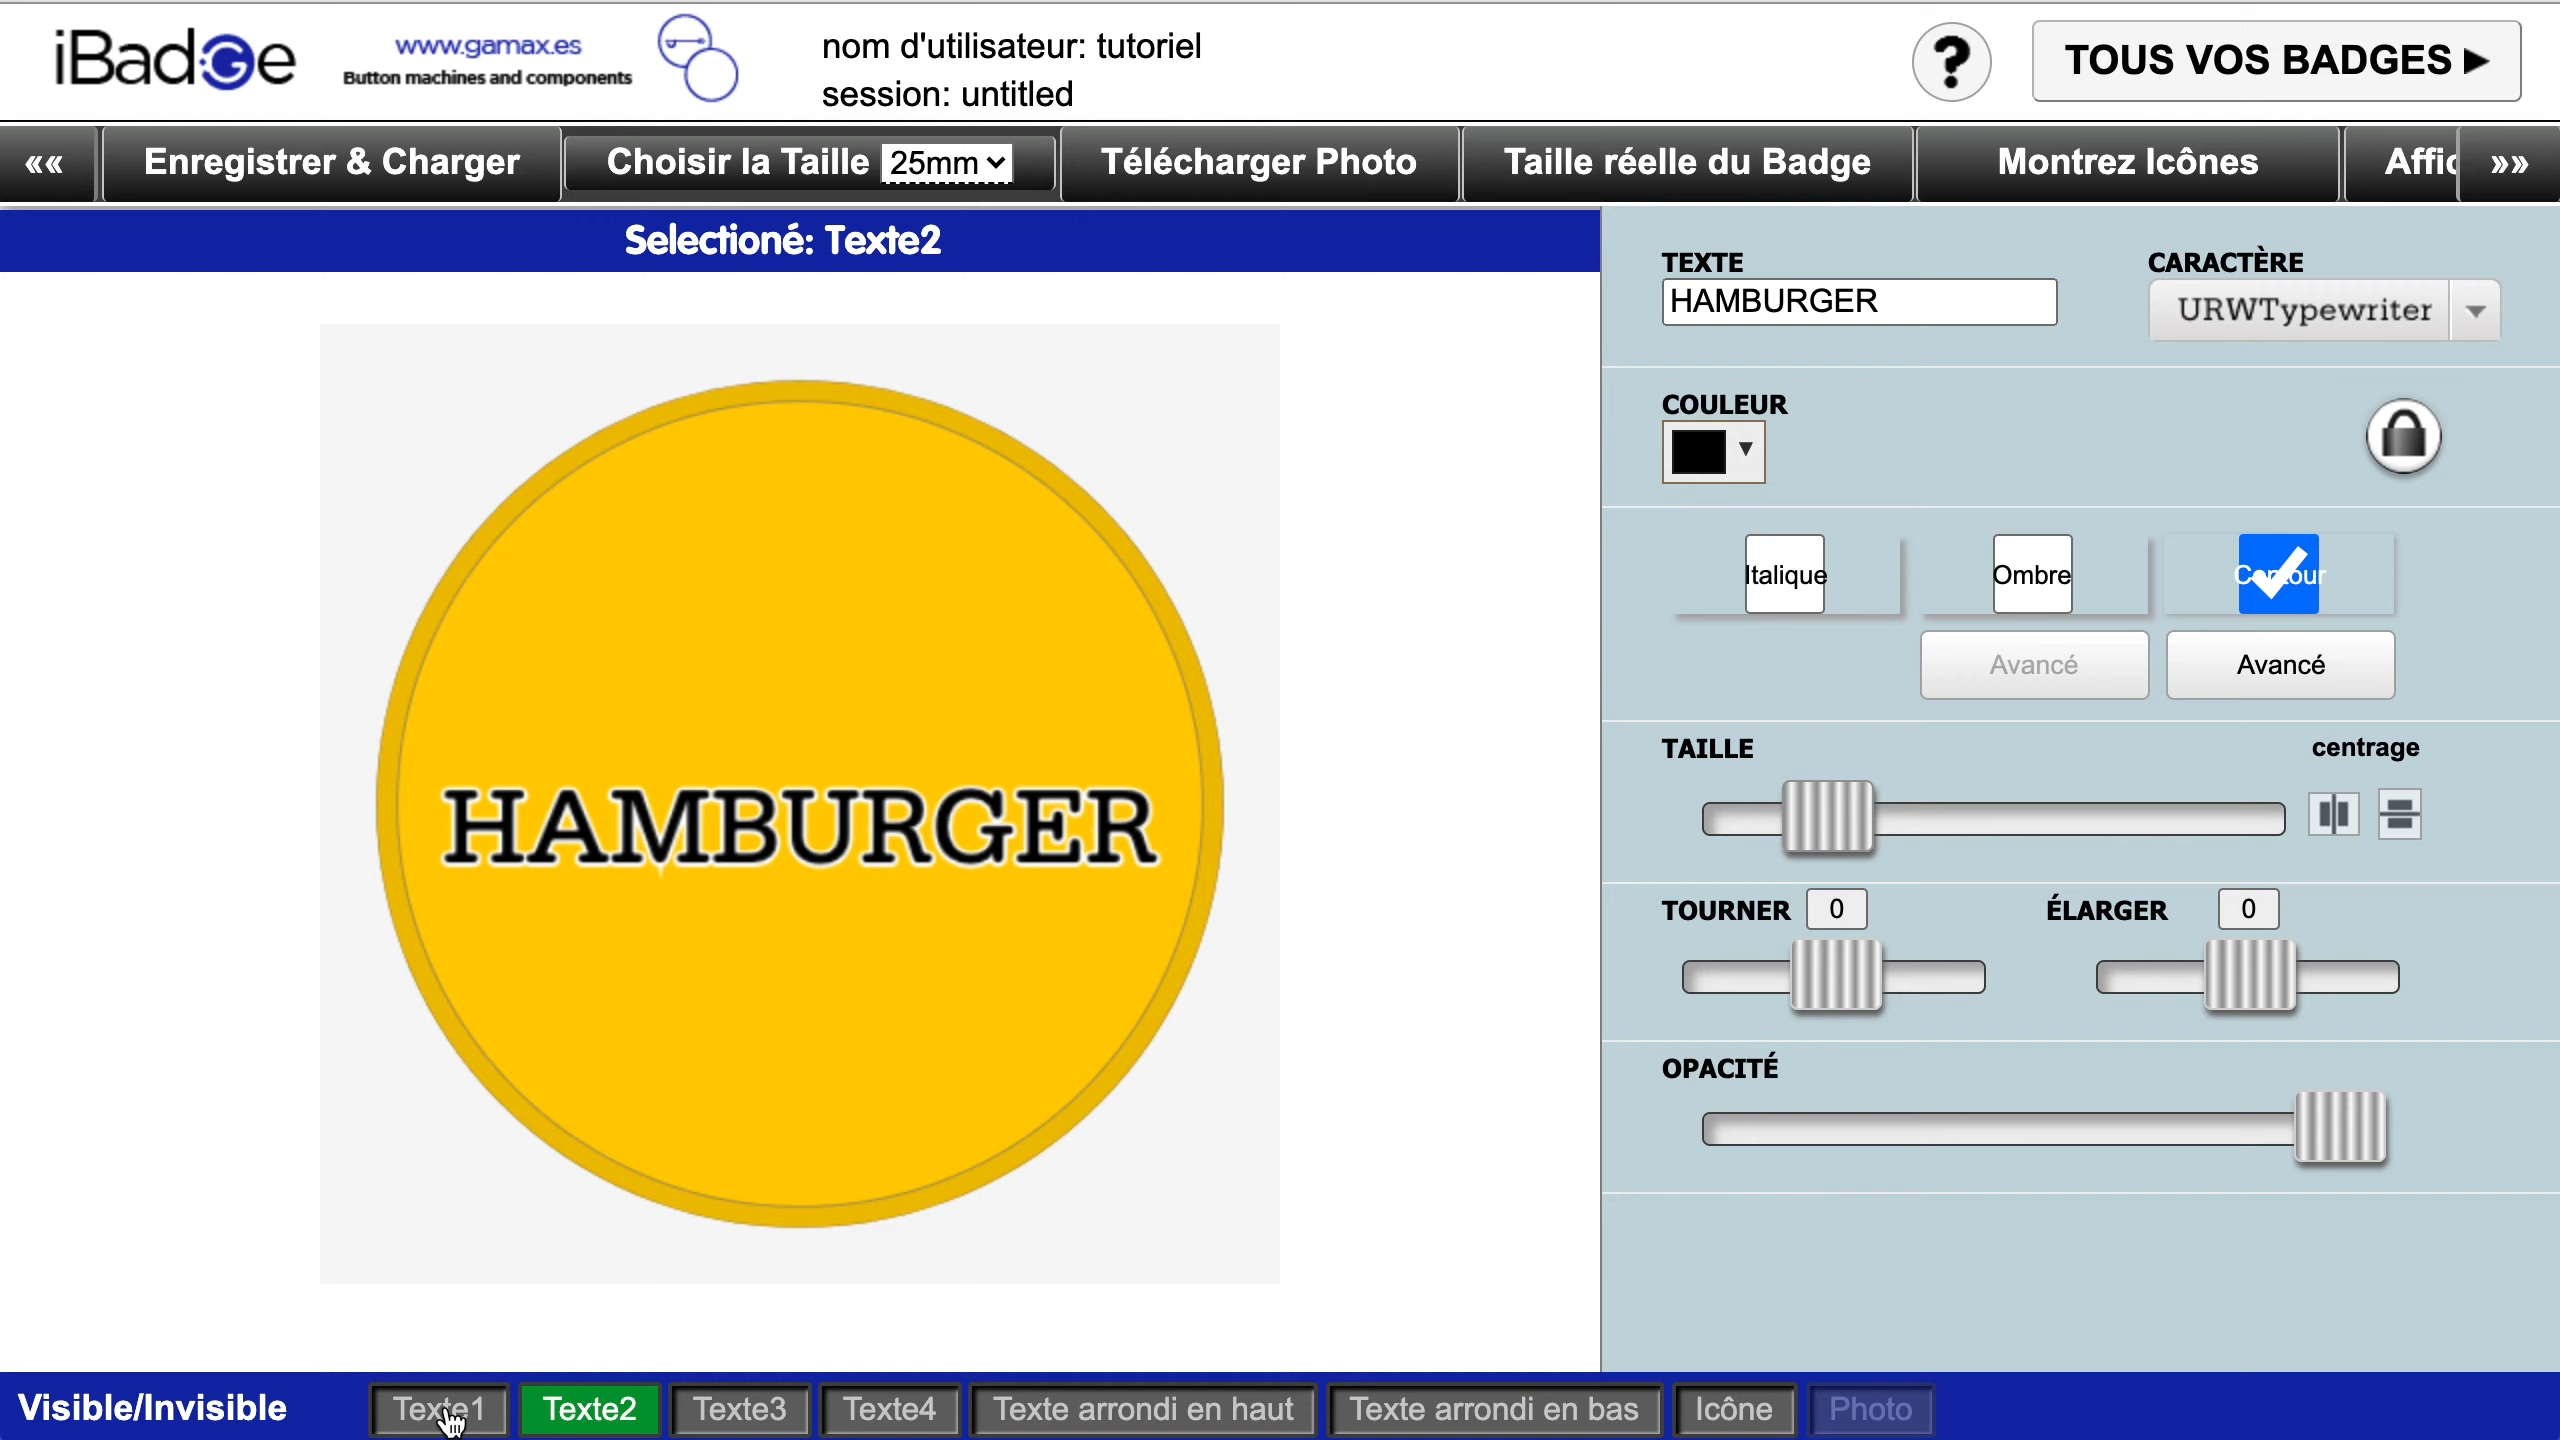 iBadGe
www.gamax.es
Button machines and components
nom d'utilisateur: tutoriel
session: untitled
?
TOUS VOS BADGES ▶
««
Enregistrer & Charger
Choisir la Taille 25mm
Télécharger Photo
Taille réelle du Badge
Montrez Icônes
Affic
»»
Selectioné: Texte2
TEXTE
HAMBURGER
CARACTÈRE
URWTypewriter
COULEUR
Italique
Ombre
Contour
Avancé
Avancé
TAILLE
centrage
TOURNER 0
ÉLARGER 0
OPACITÉ
HAMBURGER
Visible/Invisible
Texte1
Texte2
Texte3
Texte4
Texte arrondi en haut
Texte arrondi en bas
Icône
Photo